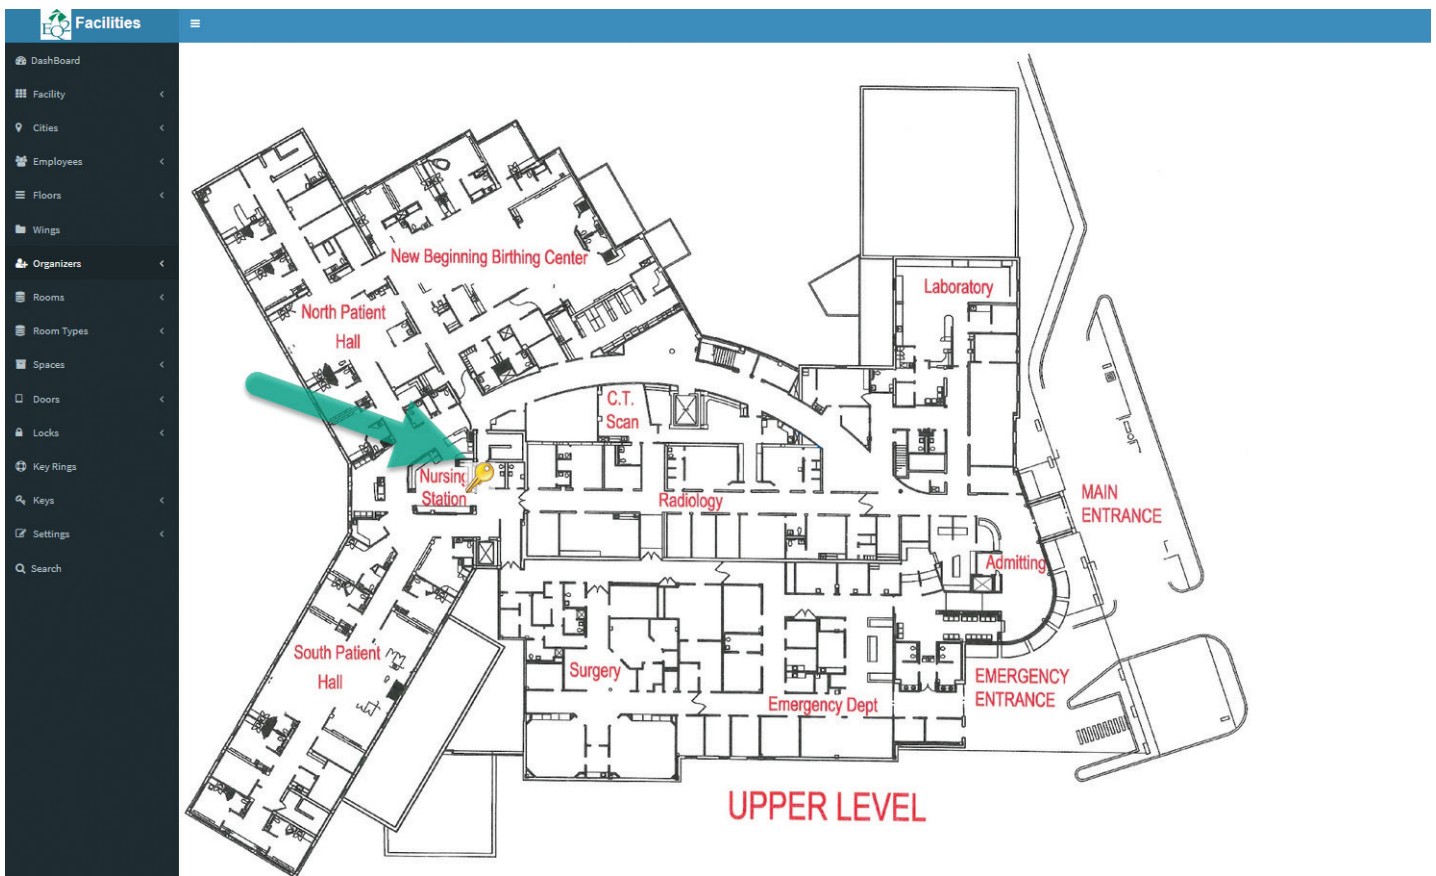 EQ2 Facilities
DashBoard
Facility
Cities
Employees
Floors
Wings
Organizers
Rooms
Room Types
Spaces
Doors
Locks
Key Rings
Keys
Settings
Search
New Beginning Birthing Center
North Patient
Hall
Laboratory
C.T.
Scan
Nursing
Station
Radiology
MAIN
ENTRANCE
Admitting
South Patient
Hall
Surgery
Emergency Dept
EMERGENCY
ENTRANCE
UPPER LEVEL